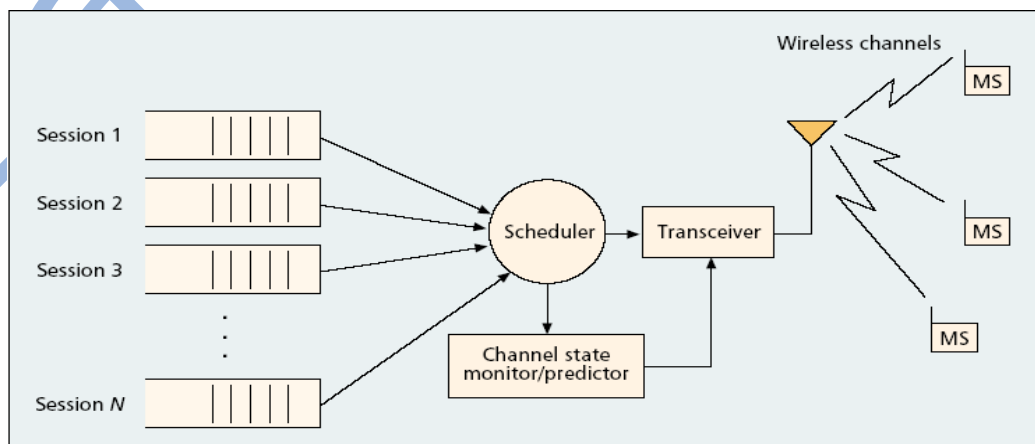 Wireless channels
MS
Session 1
Session 2
Scheduler
Transceiver
MS
Session 3
MS
Channel state
monitor/predictor
Session N